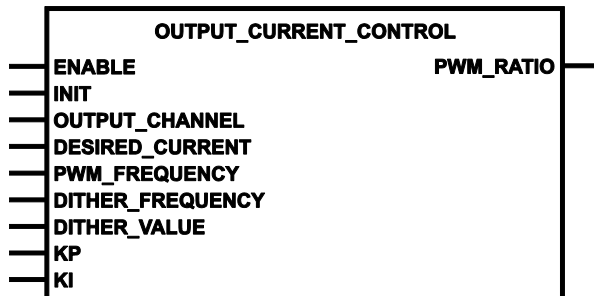 OUTPUT_CURRENT_CONTROL
ENABLE PWM_RATIO
INIT
OUTPUT_CHANNEL
DESIRED_CURRENT
PWM_FREQUENCY
DITHER_FREQUENCY
DITHER_VALUE
KP
KI